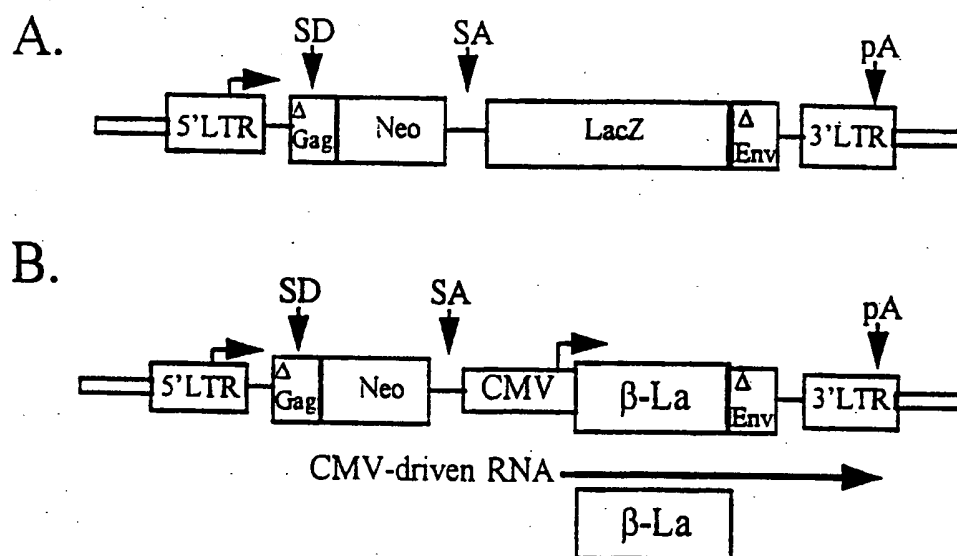 A.
SD
SA
pA
5'LTR
Δ
Gag
Neo
LacZ
Δ
Env
3'LTR
B.
SD
SA
pA
5'LTR
Δ
Gag
Neo
CMV
β-La
Δ
Env
3'LTR
CMV-driven RNA
β-La